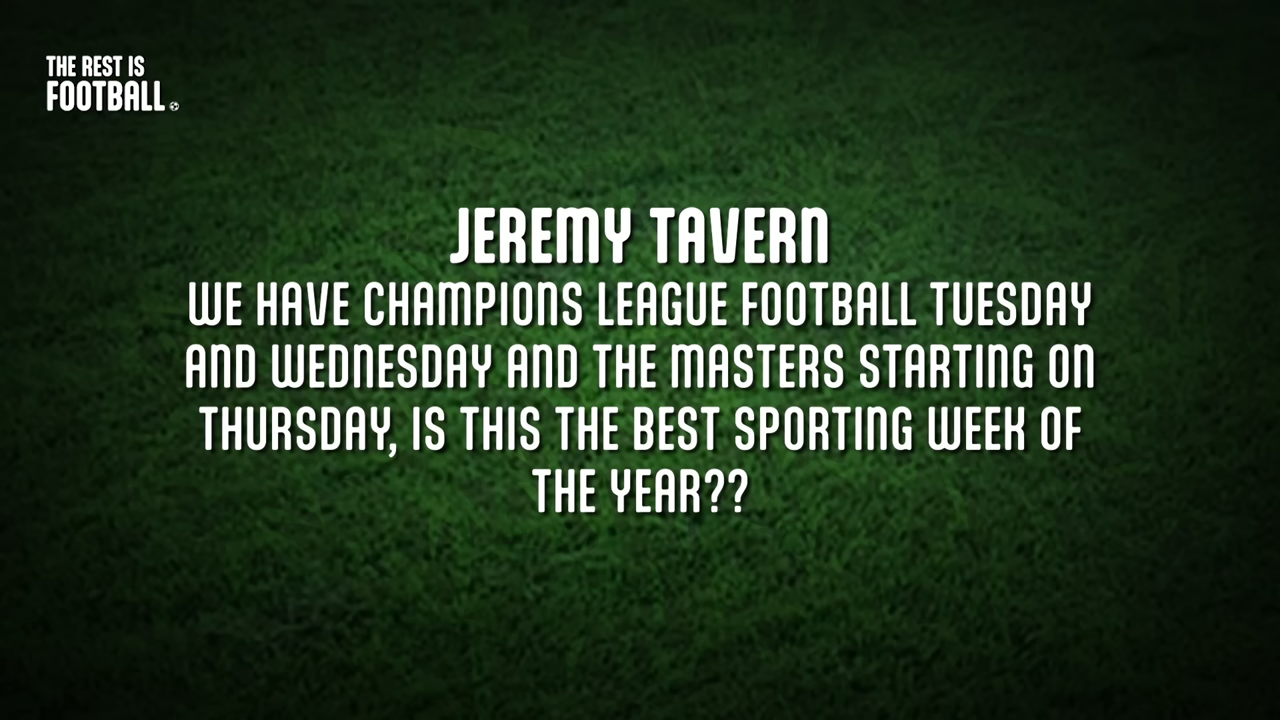 THE REST IS
FOOTBALL
JEREMY TAVERN
WE HAVE CHAMPIONS LEAGUE FOOTBALL TUESDAY
AND WEDNESDAY AND THE MASTERS STARTING ON
THURSDAY, IS THIS THE BEST SPORTING WEEK OF
THE YEAR??